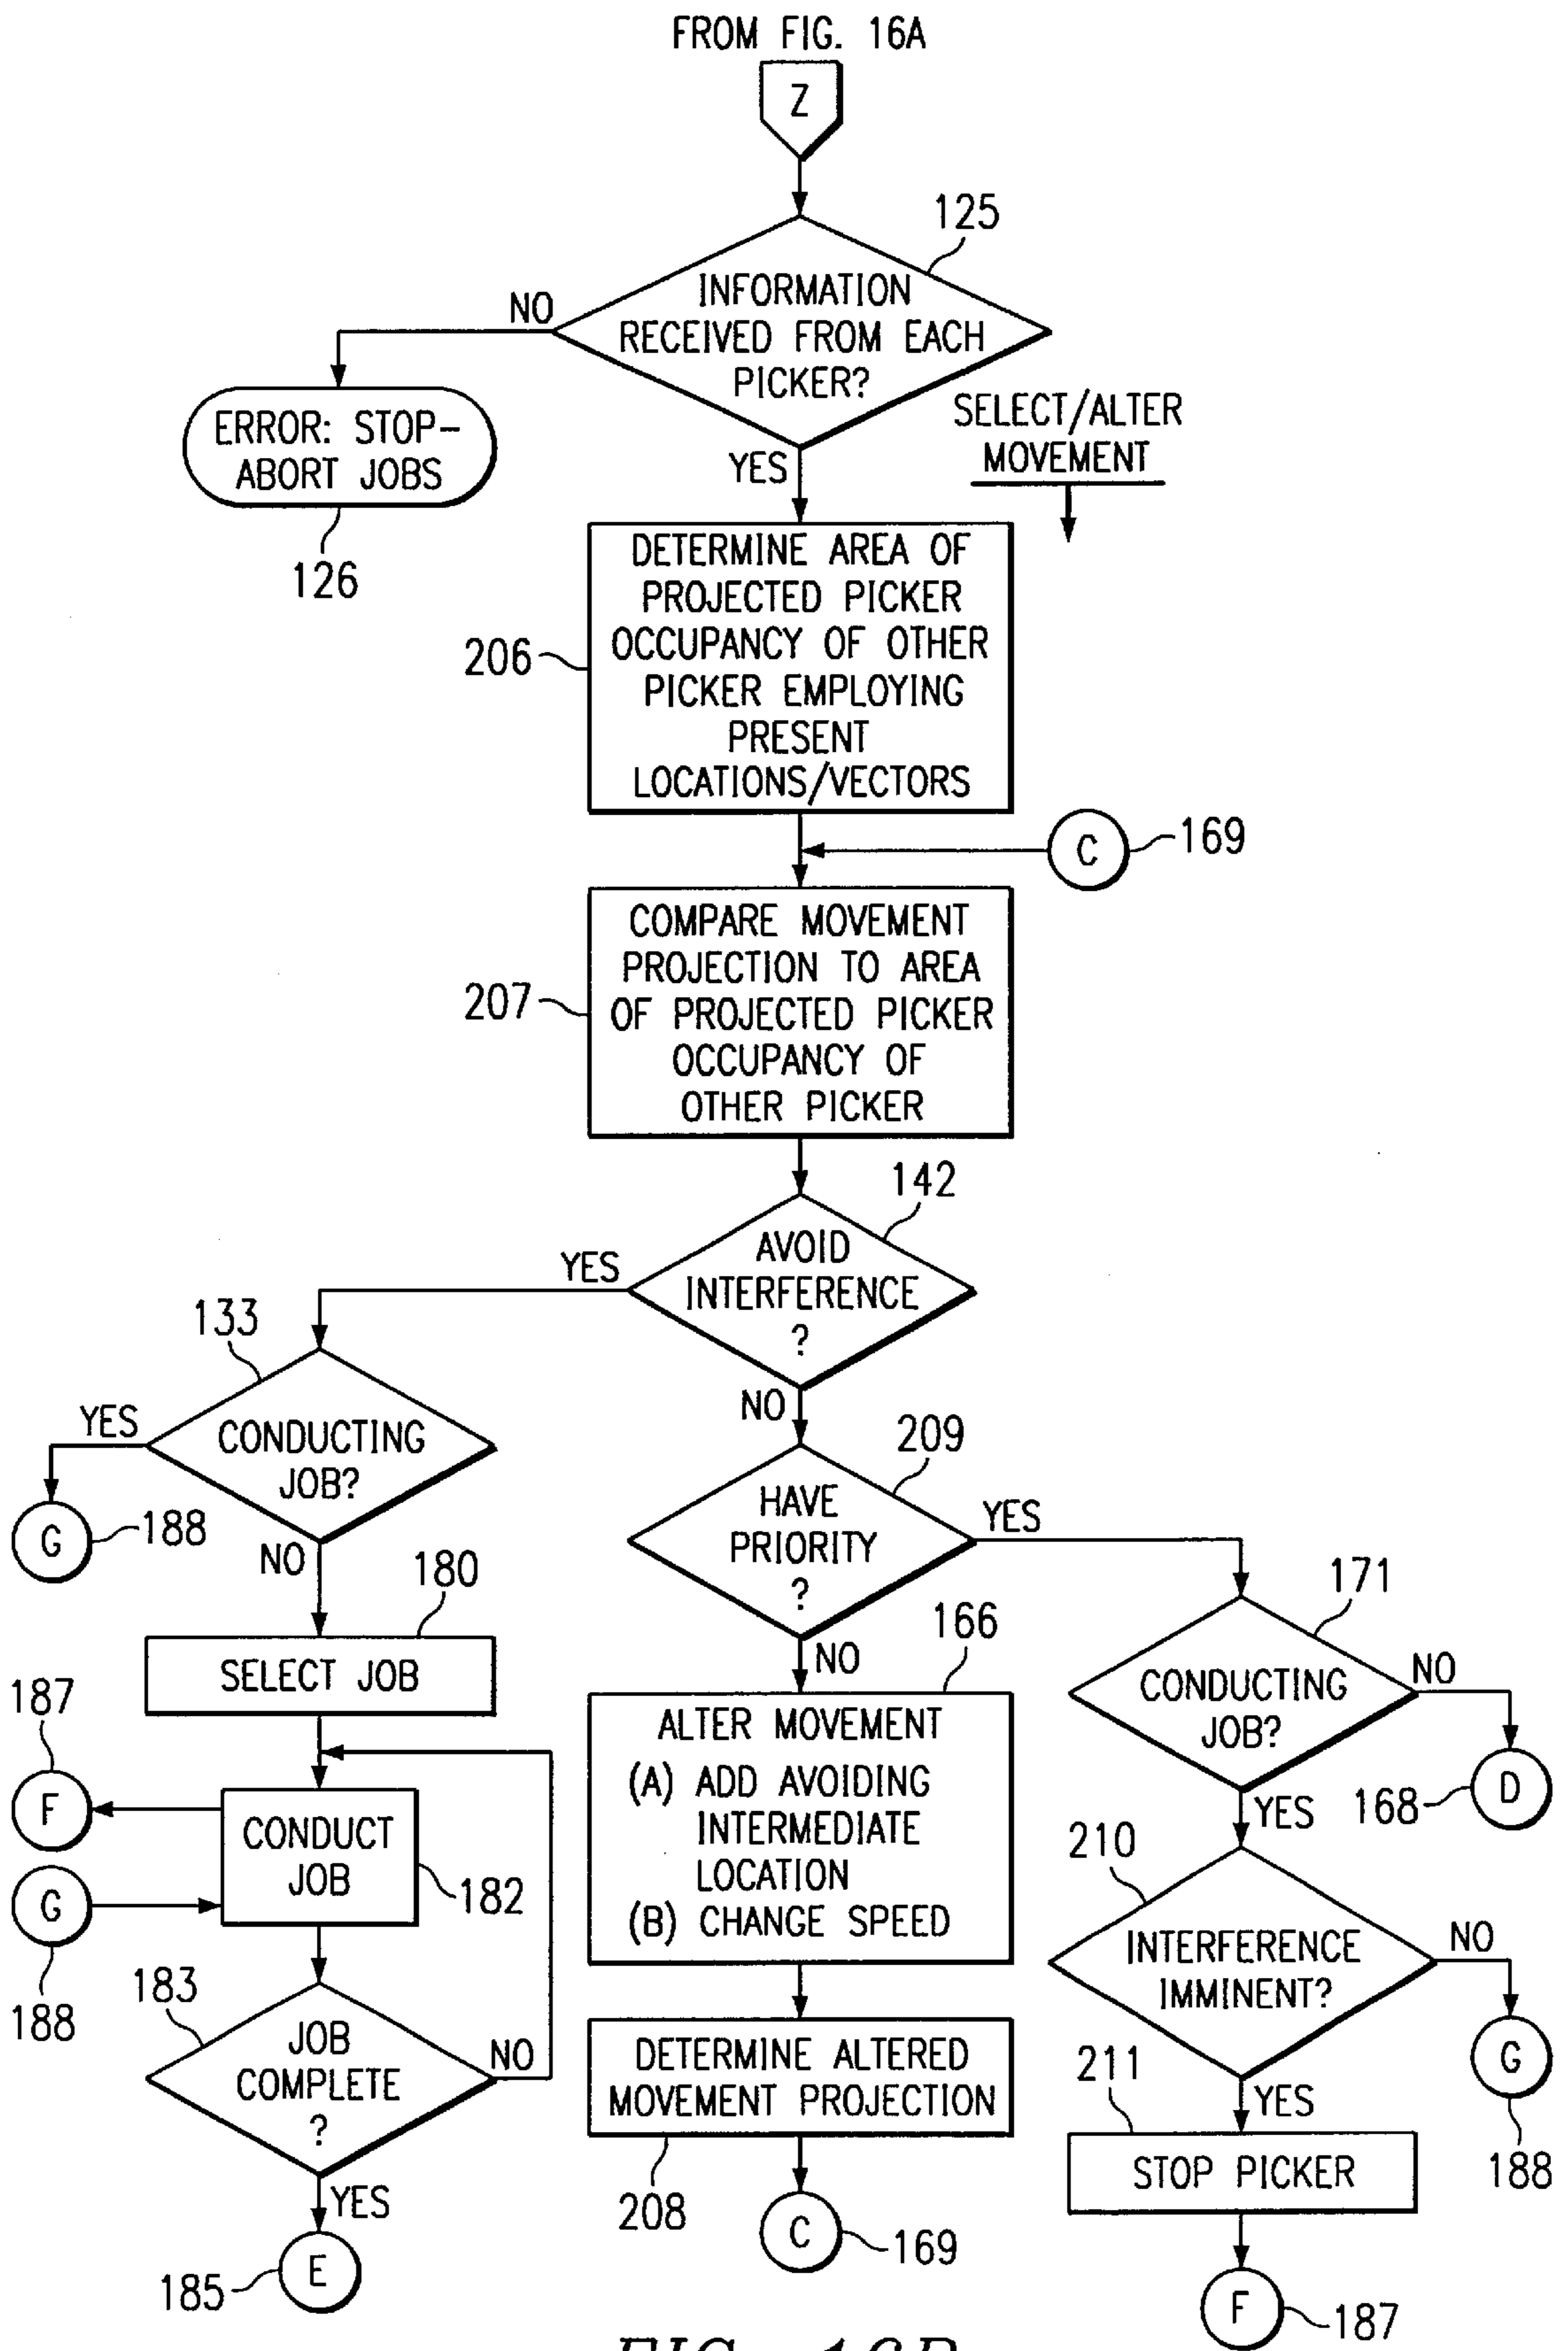 FROM FIG. 16A
Z
125
INFORMATION
RECEIVED FROM EACH
PICKER?
NO
YES
ERROR: STOP-
ABORT JOBS
126
SELECT/ALTER
MOVEMENT
206
DETERMINE AREA OF
PROJECTED PICKER
OCCUPANCY OF OTHER
PICKER EMPLOYING
PRESENT
LOCATIONS/VECTORS
C
169
207
COMPARE MOVEMENT
PROJECTION TO AREA
OF PROJECTED PICKER
OCCUPANCY OF
OTHER PICKER
142
AVOID
INTERFERENCE
?
YES
NO
133
CONDUCTING
JOB?
YES
G
188
NO
180
SELECT JOB
187
F
CONDUCT
JOB
182
G
188
183
JOB
COMPLETE
?
NO
YES
185
E
209
HAVE
PRIORITY
?
YES
NO
166
ALTER MOVEMENT
(A) ADD AVOIDING
INTERMEDIATE
LOCATION
(B) CHANGE SPEED
DETERMINE ALTERED
MOVEMENT PROJECTION
208
C
169
171
CONDUCTING
JOB?
NO
168
D
YES
210
INTERFERENCE
IMMINENT?
NO
G
188
YES
211
STOP PICKER
F
187
FIG. 16B